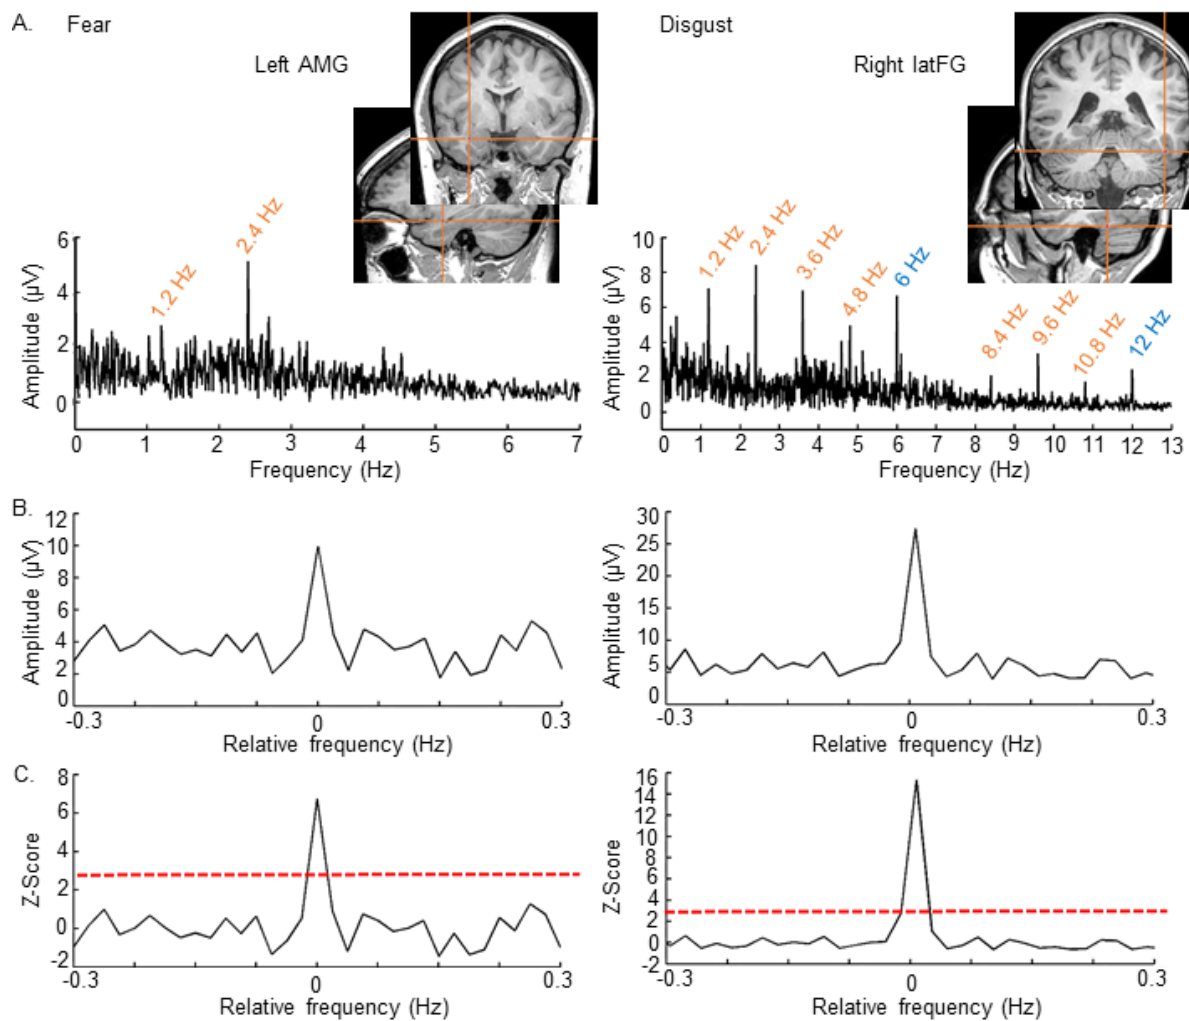 A. Fear
Left AMG
1.2 Hz
2.4 Hz
Amplitude (µV)
6
4
2
0
0 1 2 3 4 5 6 7
Frequency (Hz)
Disgust
Right latFG
1.2 Hz
2.4 Hz
3.6 Hz
4.8 Hz
6 Hz
8.4 Hz
9.6 Hz
10.8 Hz
12 Hz
Amplitude (µV)
10
8
6
4
2
0
0 1 2 3 4 5 6 7 8 9 10 11 12 13
Frequency (Hz)
B.
Amplitude (µV)
12
10
8
6
4
2
0
-0.3 0 0.3
Relative frequency (Hz)
Amplitude (µV)
30
25
20
15
10
5
0
-0.3 0 0.3
Relative frequency (Hz)
C.
Z-Score
8
6
4
2
0
-2
-0.3 0 0.3
Relative frequency (Hz)
Z-Score
16
14
12
10
8
6
4
2
0
-2
-0.3 0 0.3
Relative frequency (Hz)